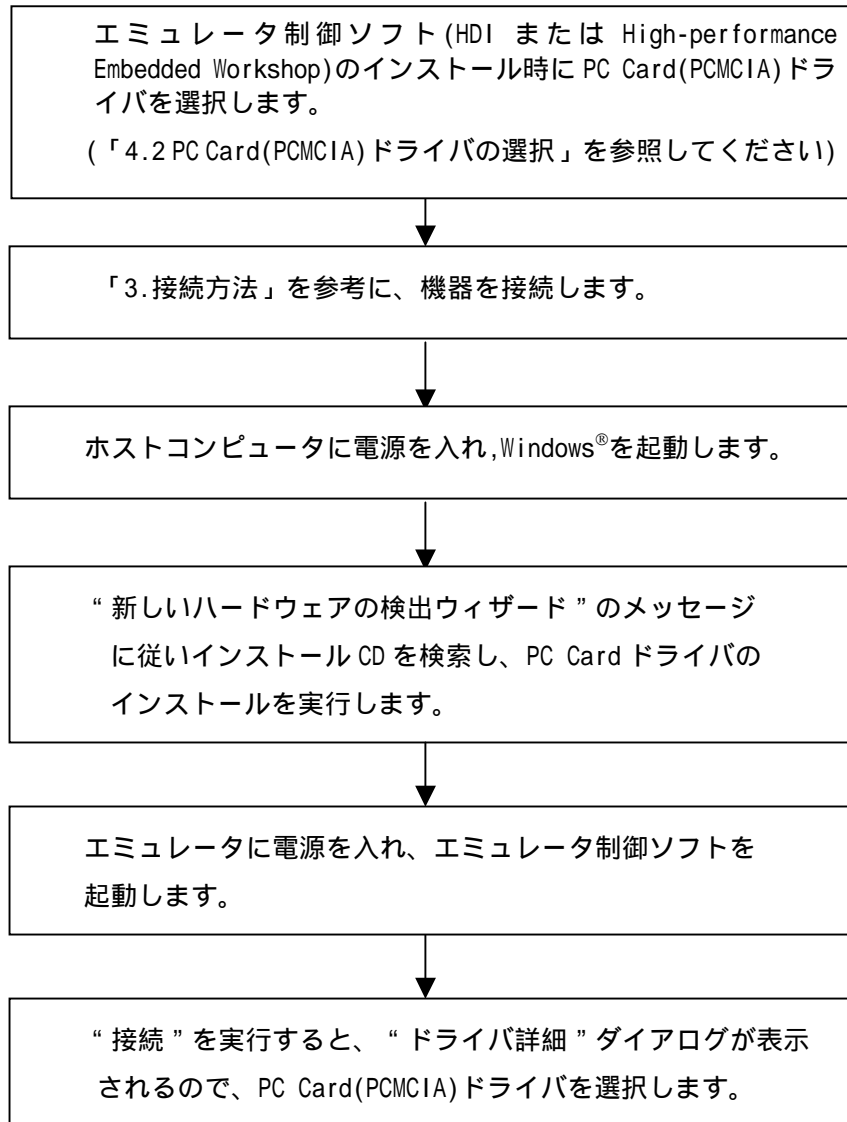 エミュレータ制御ソフト(HDI または High-performance
Embedded Workshop)のインストール時に PC Card(PCMCIA)ドラ
イバを選択します。
(「4.2 PC Card(PCMCIA)ドライバの選択」を参照してください)
「3.接続方法」を参考に、機器を接続します。
ホストコンピュータに電源を入れ,Windows®を起動します。
“新しいハードウェアの検出ウィザード”のメッセージ
に従いインストール CD を検索し、PC Card ドライバの
インストールを実行します。
エミュレータに電源を入れ、エミュレータ制御ソフトを
起動します。
“接続”を実行すると、“ドライバ詳細”ダイアログが表示
されるので、PC Card(PCMCIA)ドライバを選択します。